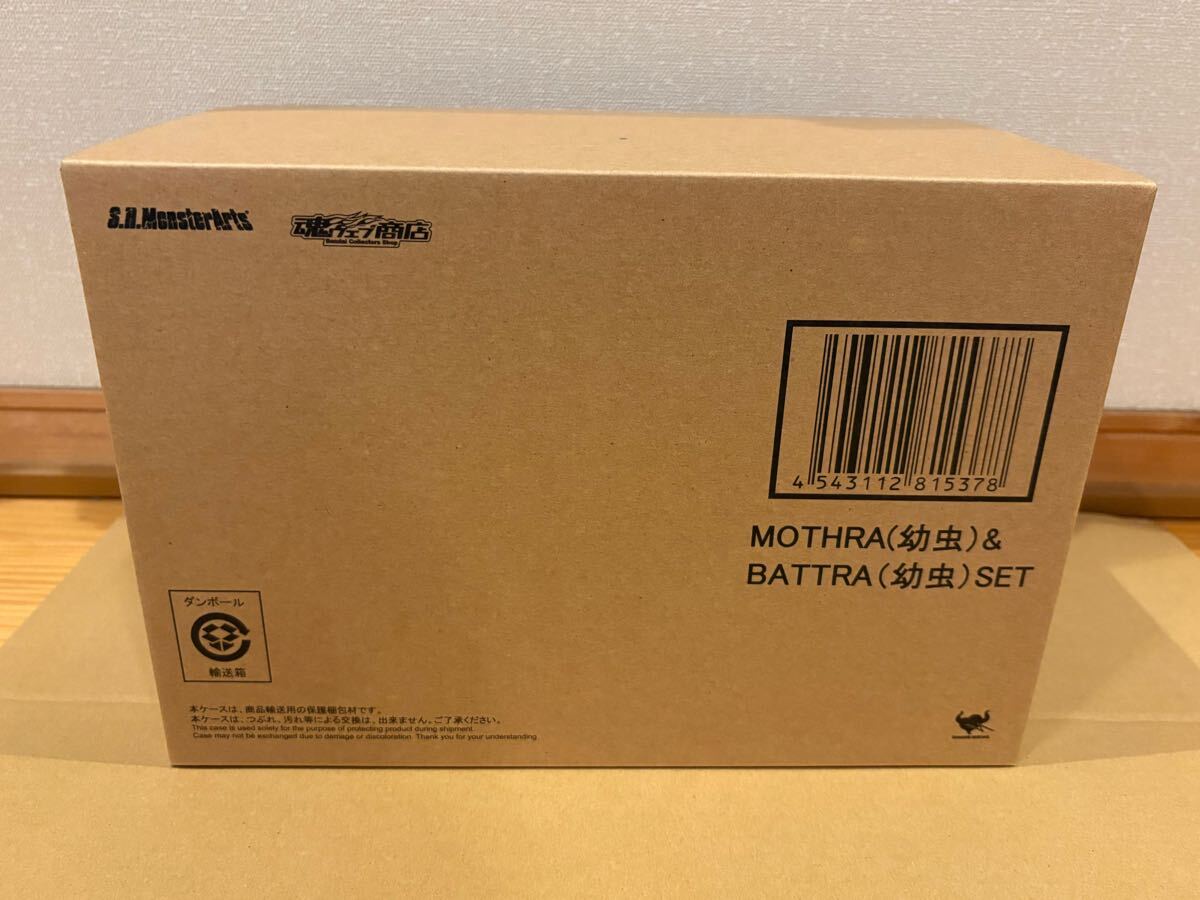 S.H.MonsterArts
魂ウェブ商店
Bandai Collectors Shop
4 543112 815378
MOTHRA(幼虫)&
BATTRA(幼虫)SET
ダンボール
輸送箱
本ケースは、商品輸送用の保護梱包材です。
本ケースは、つぶれ、汚れ等による交換は、出来ません。ご了承ください。
This case is used solely for the purpose of protecting product during shipment.
Case may not be exchanged due to damage or discoloration. Thank you for your understanding.